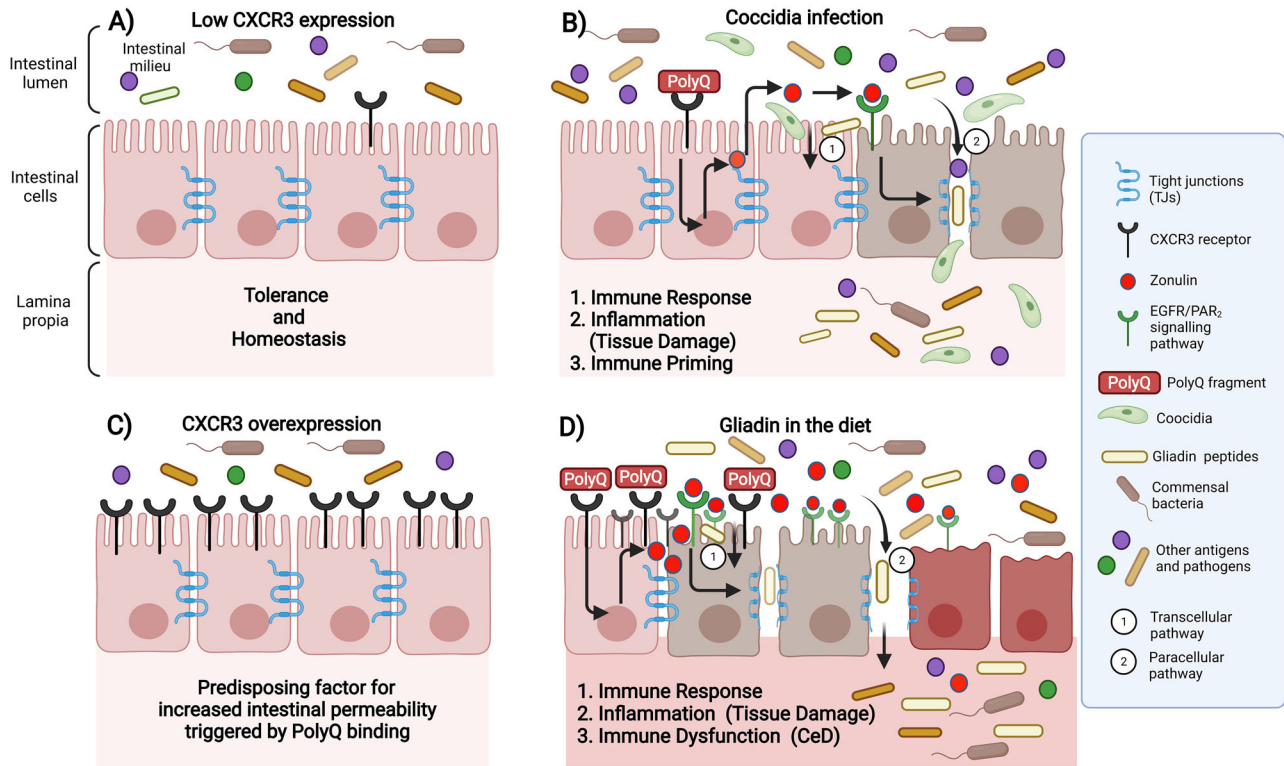 A)
Low CXCR3 expression
Intestinal
lumen
Intestinal
milieu
Intestinal
cells
Lamina
propia
Tolerance
and
Homeostasis
B)
Coccidia infection
PolyQ
1
2
1. Immune Response
2. Inflammation
(Tissue Damage)
3. Immune Priming
C)
CXCR3 overexpression
Predisposing factor for
increased intestinal permeability
triggered by PolyQ binding
D)
Gliadin in the diet
PolyQ
PolyQ
PolyQ
1
2
1. Immune Response
2. Inflammation (Tissue Damage)
3. Immune Dysfunction (CeD)
Tight junctions
(TJs)
CXCR3 receptor
Zonulin
EGFR/PAR₂
signalling
pathway
PolyQ PolyQ fragment
Coocidia
Gliadin peptides
Commensal
bacteria
Other antigens
and pathogens
1 Transcellular
pathway
2 Paracellular
pathway